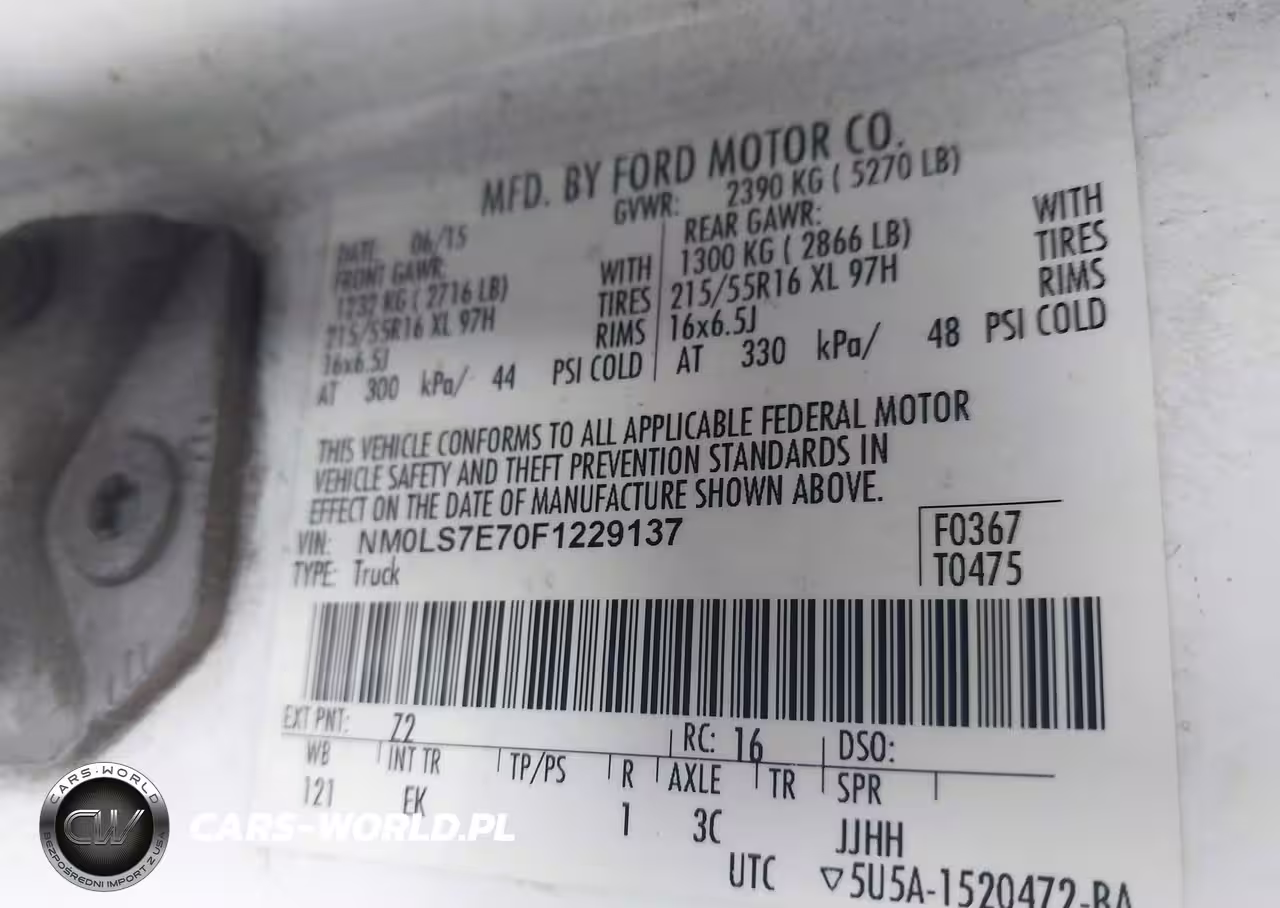 MFD. BY FORD MOTOR CO.
DATE: 06/15
GVWR: 2390 KG ( 5270 LB)
FRONT GAWR:
1232 KG ( 2716 LB) WITH
215/55R16 XL 97H TIRES
16x6.5J RIMS
AT 300 kPa/ 44 PSI COLD
REAR GAWR:
1300 KG ( 2866 LB) WITH
215/55R16 XL 97H TIRES
16x6.5J RIMS
AT 330 kPa/ 48 PSI COLD
THIS VEHICLE CONFORMS TO ALL APPLICABLE FEDERAL MOTOR
VEHICLE SAFETY AND THEFT PREVENTION STANDARDS IN
EFFECT ON THE DATE OF MANUFACTURE SHOWN ABOVE.
VIN: NM0LS7E70F1229137
TYPE: Truck
F0367
T0475
EXT PNT: Z2 RC: 16 DSO:
WB INT TR TP/PS R AXLE TR SPR
121 EK 1 3C JJHH
UTC ▽5U5A-1520472-BA
CARS-WORLD
CW
BEZPOŚREDNI IMPORT Z USA
CARS-WORLD.PL